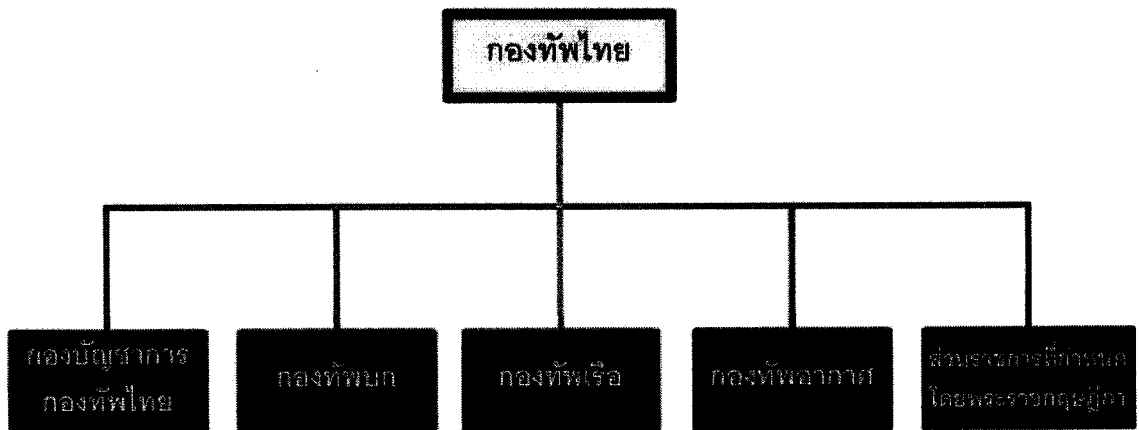 กองทัพไทย
กองบัญชาการ
กองทัพไทย
กองทัพบก
กองทัพเรือ
กองทัพอากาศ
ส่วนราชการที่กำหนด
โดยพระราชกฤษฎีกา